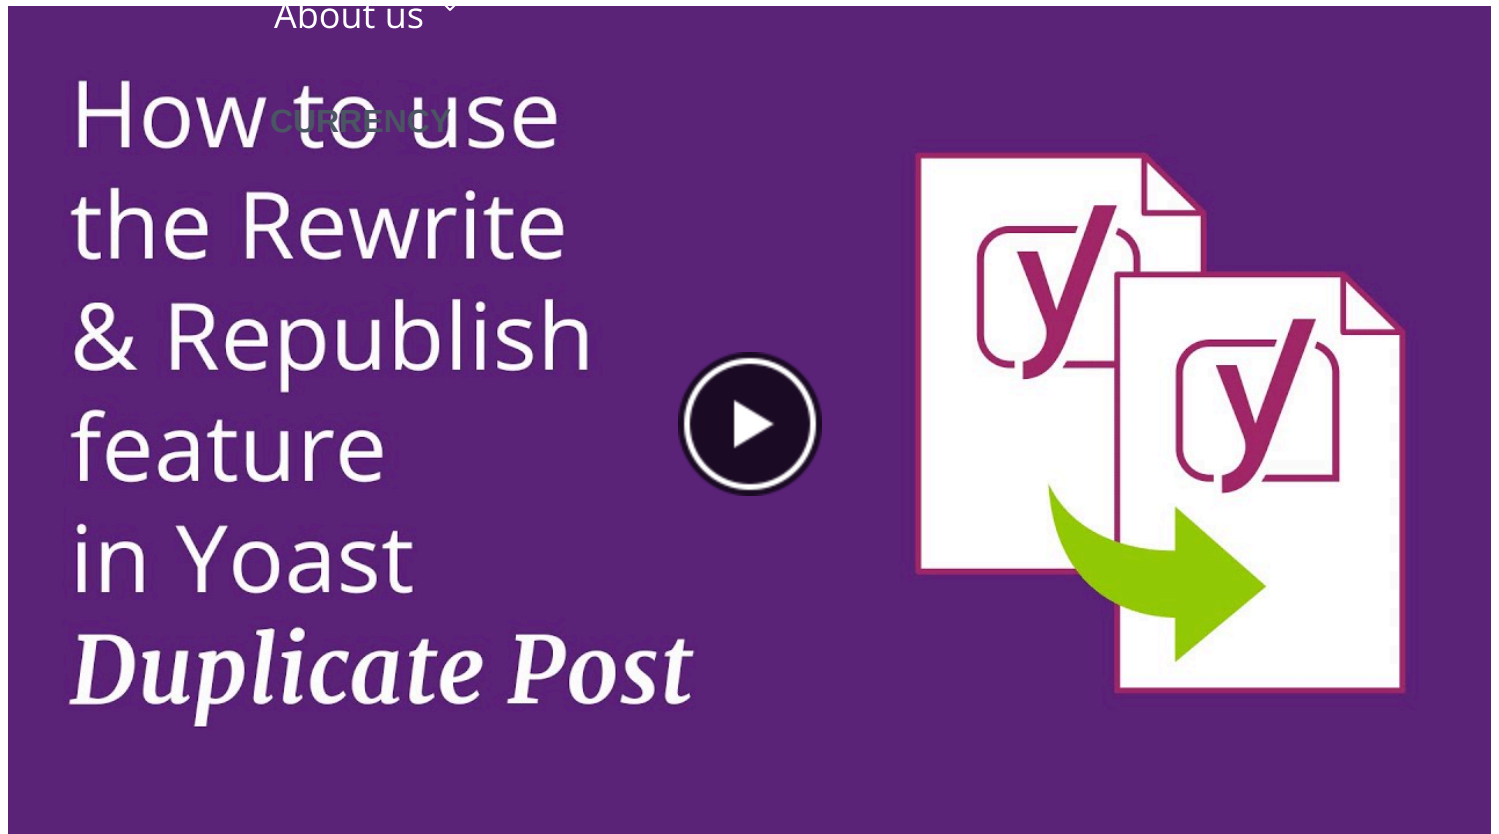 About us
How to use
CURRENCY
the Rewrite
& Republish
feature
in Yoast
Duplicate Post
y
y